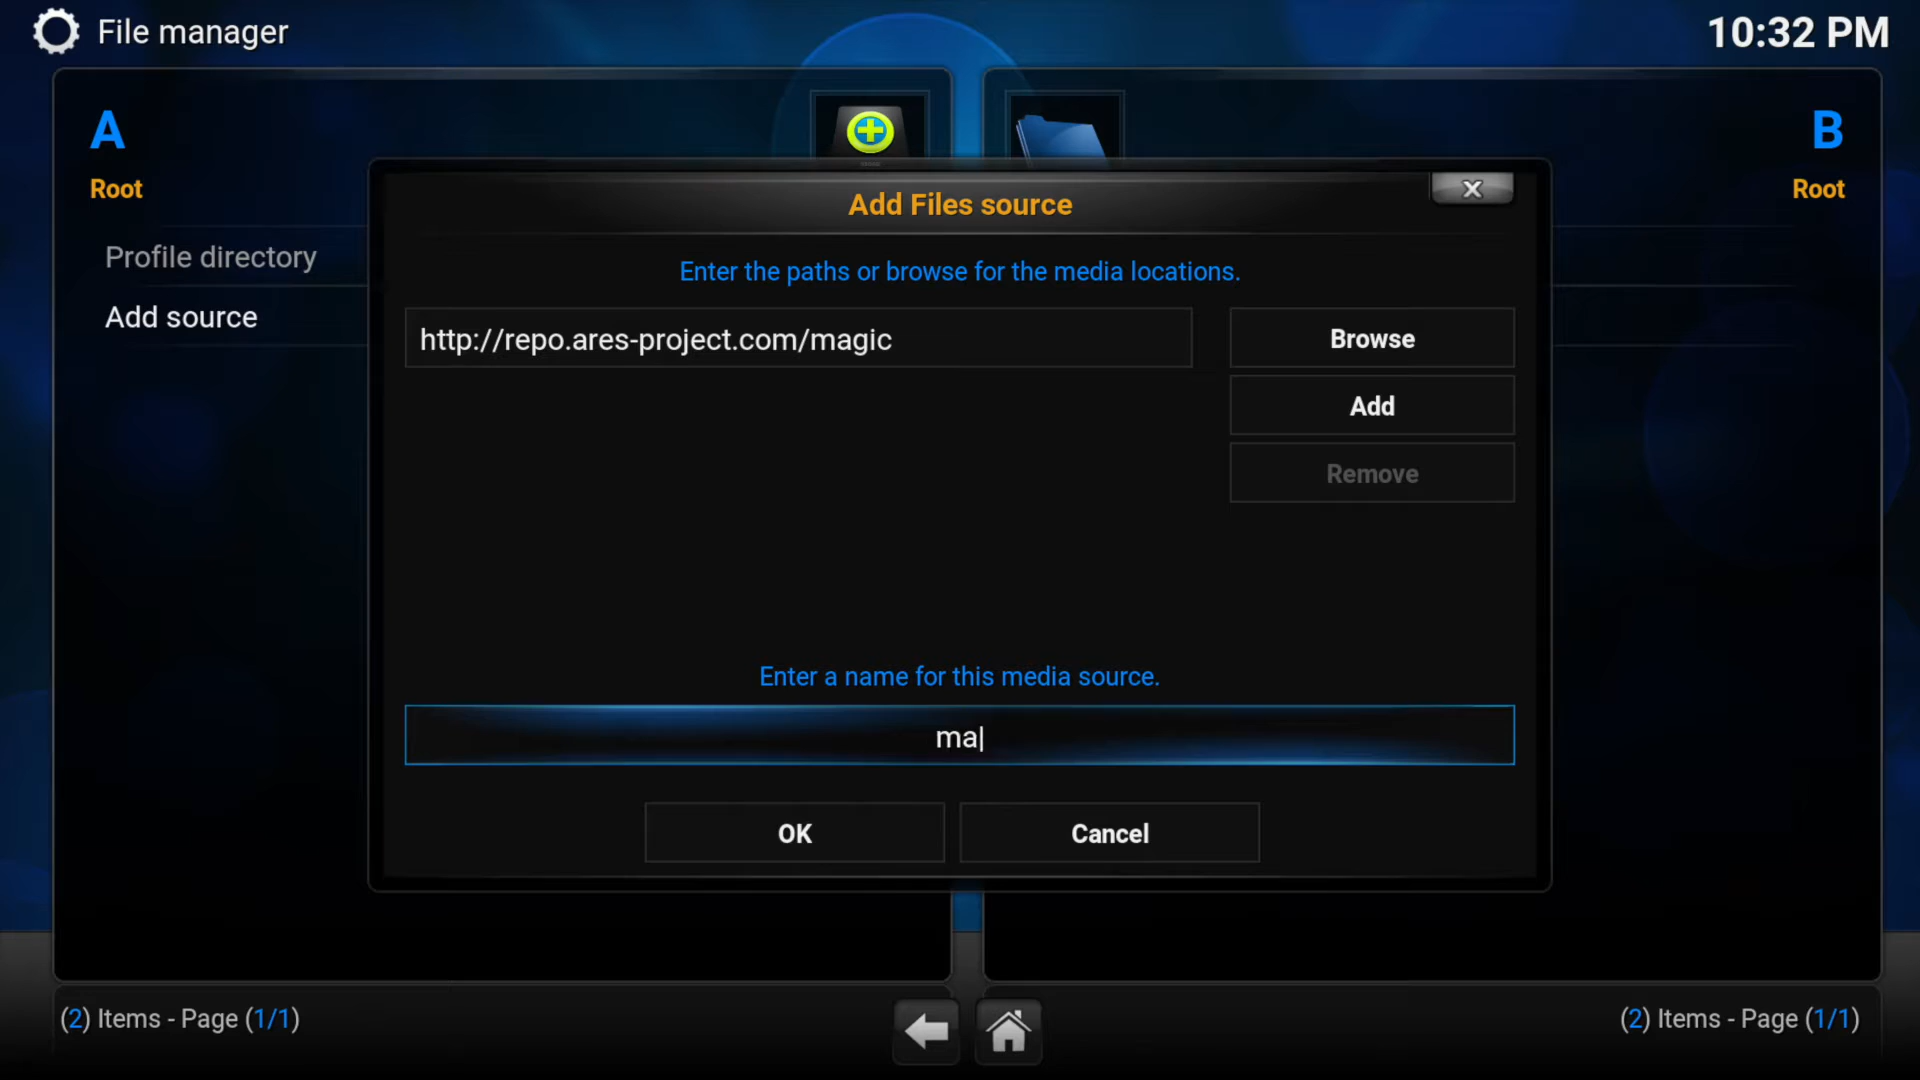 File manager
10:32 PM
A
B
Root
Root
Profile directory
Add source
Add Files source
Enter the paths or browse for the media locations.
http://repo.ares-project.com/magic
Browse
Add
Remove
Enter a name for this media source.
ma
OK
Cancel
(2) Items - Page (1/1)
(2) Items - Page (1/1)